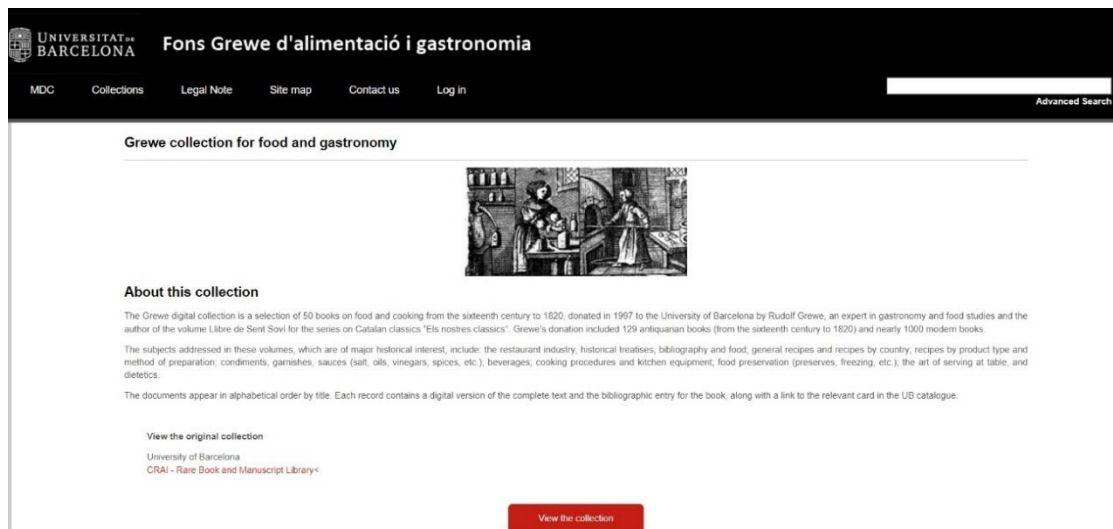 UNIVERSITAT DE
BARCELONA
Fons Grewe d'alimentació i gastronomia
MDC Collections Legal Note Site map Contact us Log in
Advanced Search
Grewe collection for food and gastronomy
About this collection
The Grewe digital collection is a selection of 50 books on food and cooking from the sixteenth century to 1820, donated in 1997 to the University of Barcelona by Rudolf Grewe, an expert in gastronomy and food studies and the
author of the volume Llibre de Sent Soví for the series on Catalan classics "Els nostres classics". Grewe's donation included 129 antiquarian books (from the sixteenth century to 1820) and nearly 1000 modern books.
The subjects addressed in these volumes, which are of major historical interest, include: the restaurant industry; historical treatises; bibliography and food; general recipes and recipes by country; recipes by product type and
method of preparation; condiments, garnishes, sauces (salt, oils, vinegars, spices, etc.); beverages; cooking procedures and kitchen equipment; food preservation (preserves, freezing, etc.); the art of serving at table; and
dietetics.
The documents appear in alphabetical order by title. Each record contains a digital version of the complete text and the bibliographic entry for the book, along with a link to the relevant card in the UB catalogue.
View the original collection
University of Barcelona
CRAI - Rare Book and Manuscript Library<
View the collection